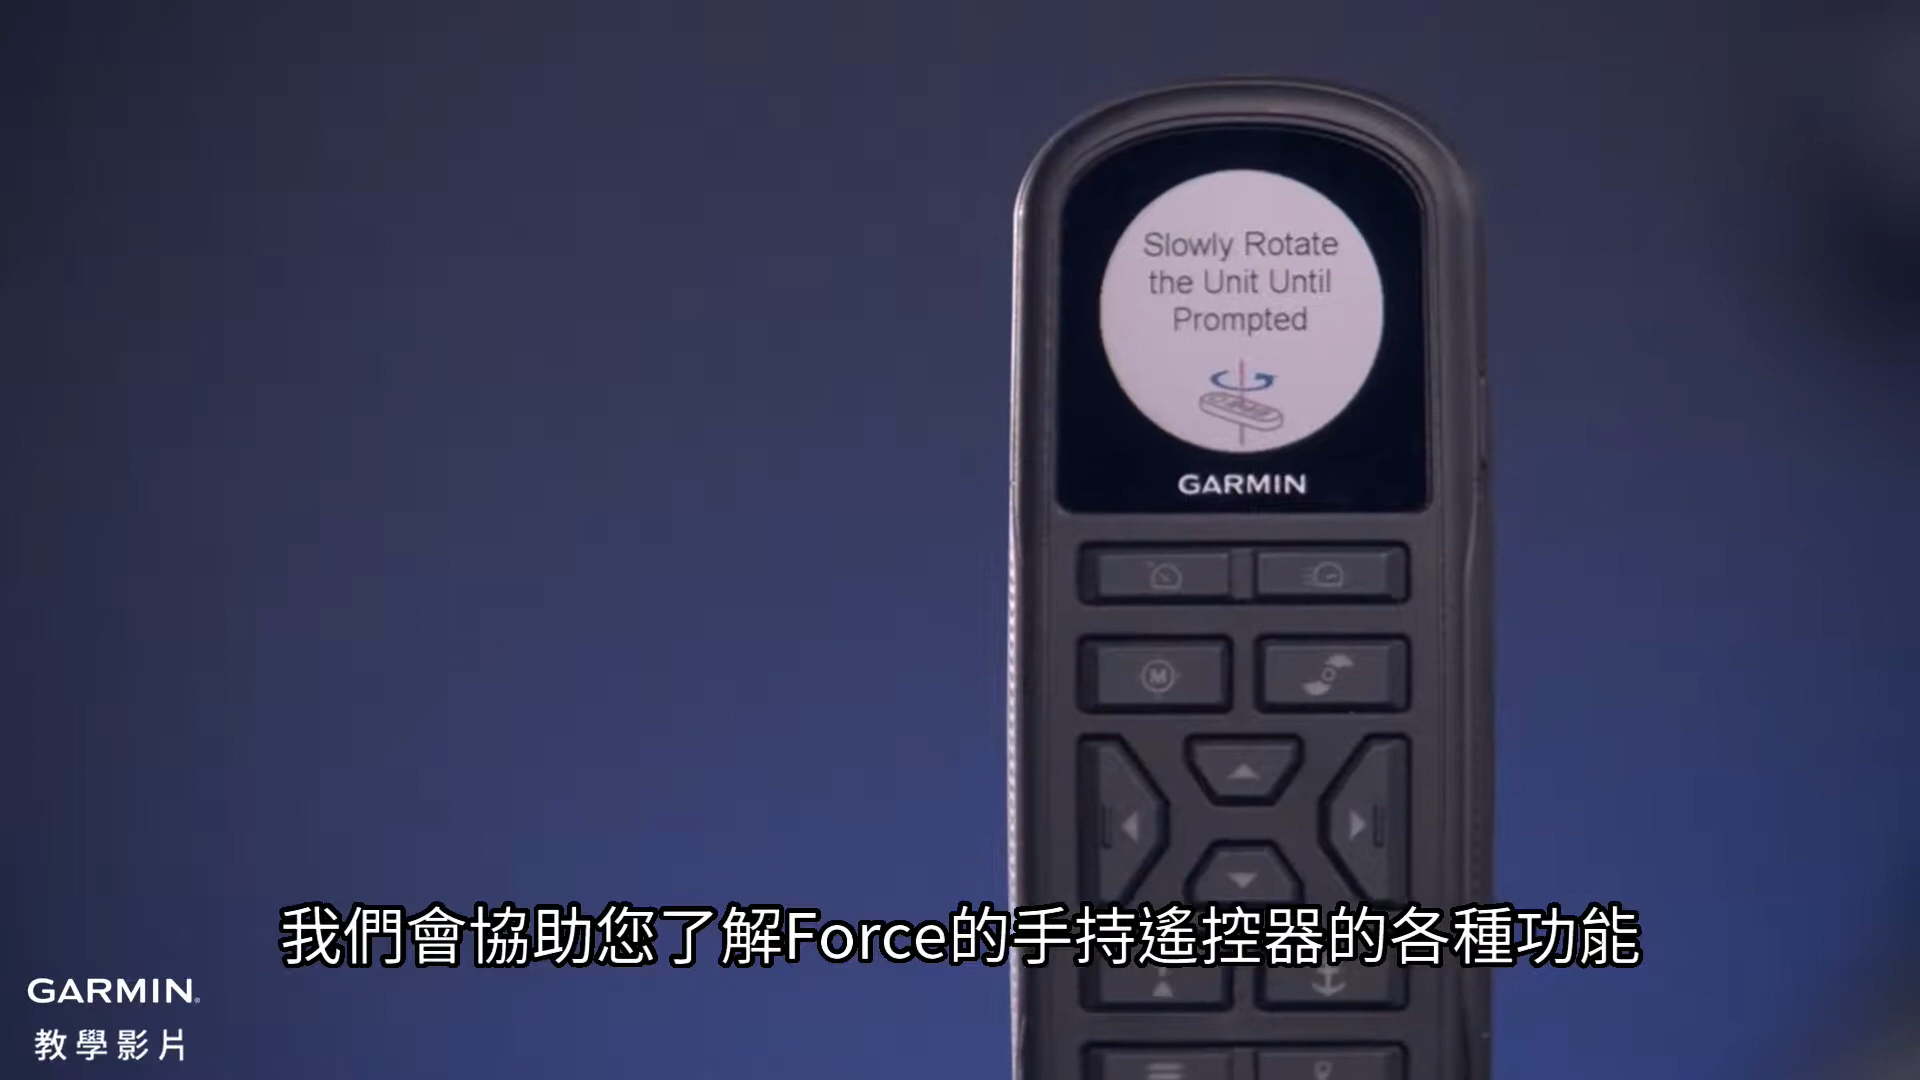 Slowly Rotate
the Unit Until
Prompted
GARMIN
M
我們會協助您了解Force的手持遙控器的各種功能
GARMIN
教學影片